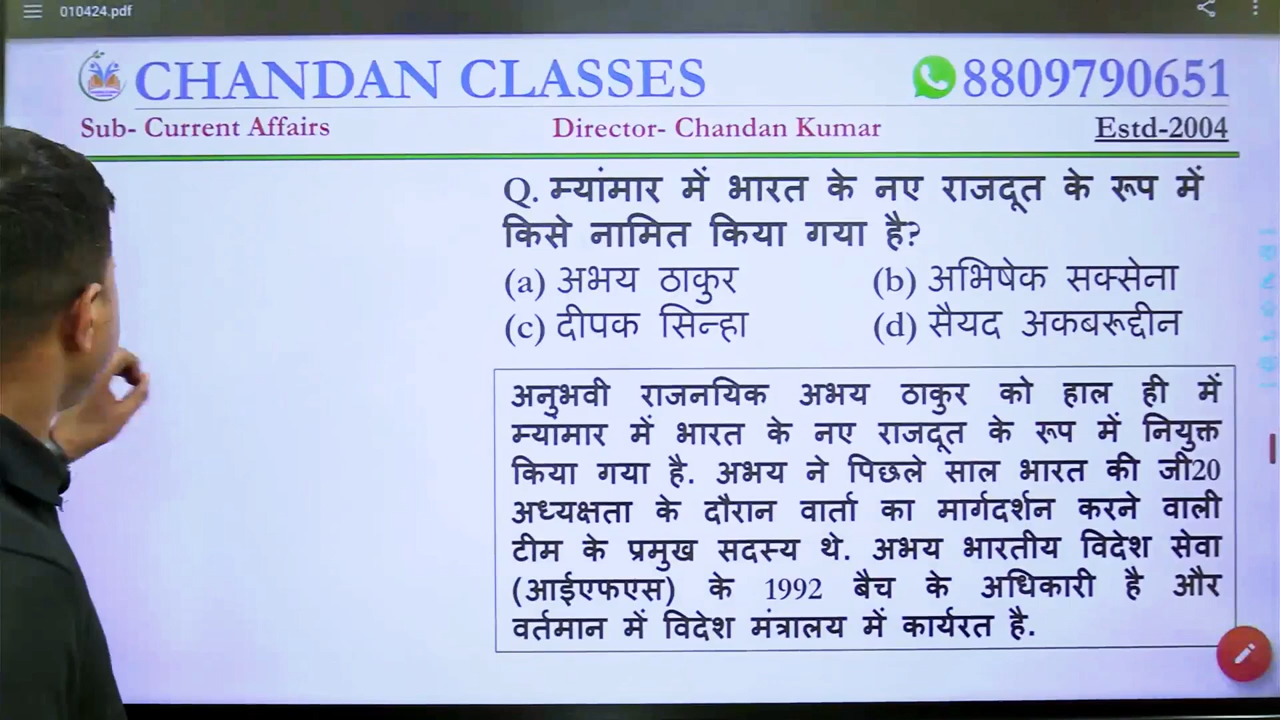 010424.pdf
CHANDAN CLASSES
8809790651
Sub- Current Affairs
Director- Chandan Kumar
Estd-2004
Q. म्यांमार में भारत के नए राजदूत के रूप में
किसे नामित किया गया है?
(a) अभय ठाकुर
(b) अभिषेक सक्सेना
(c) दीपक सिन्हा
(d) सैयद अकबरूद्दीन
अनुभवी राजनयिक अभय ठाकुर को हाल ही में
म्यांमार में भारत के नए राजदूत के रूप में नियुक्त
किया गया है. अभय ने पिछले साल भारत की जी20
अध्यक्षता के दौरान वार्ता का मार्गदर्शन करने वाली
टीम के प्रमुख सदस्य थे. अभय भारतीय विदेश सेवा
(आईएफएस) के 1992 बैच के अधिकारी है और
वर्तमान में विदेश मंत्रालय में कार्यरत है.